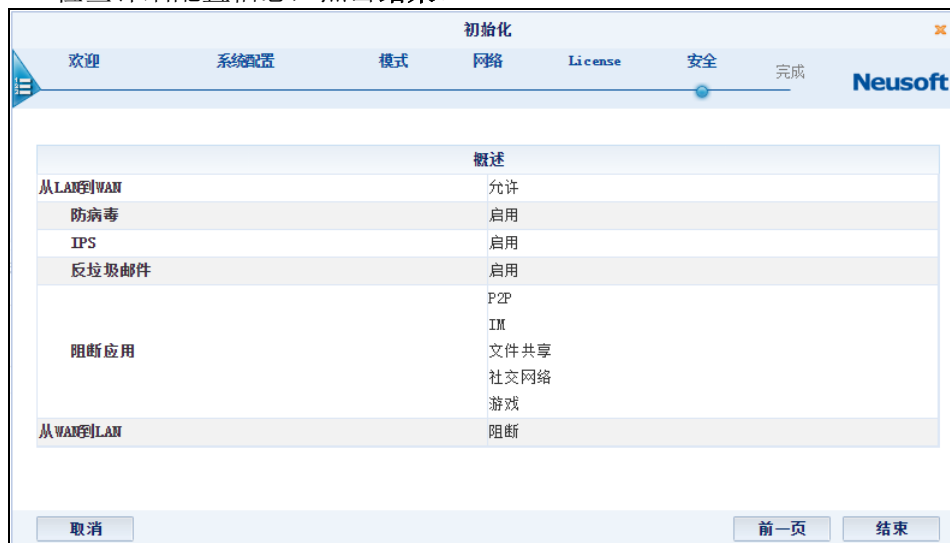 初始化
欢迎 系统配置 模式 网络 License 安全 完成
Neusoft
概述
从LAN到WAN 允许
防病毒 启用
IPS 启用
反垃圾邮件 启用
阻断应用 P2P
IM
文件共享
社交网络
游戏
从WAN到LAN 阻断
取消 前一页 结束